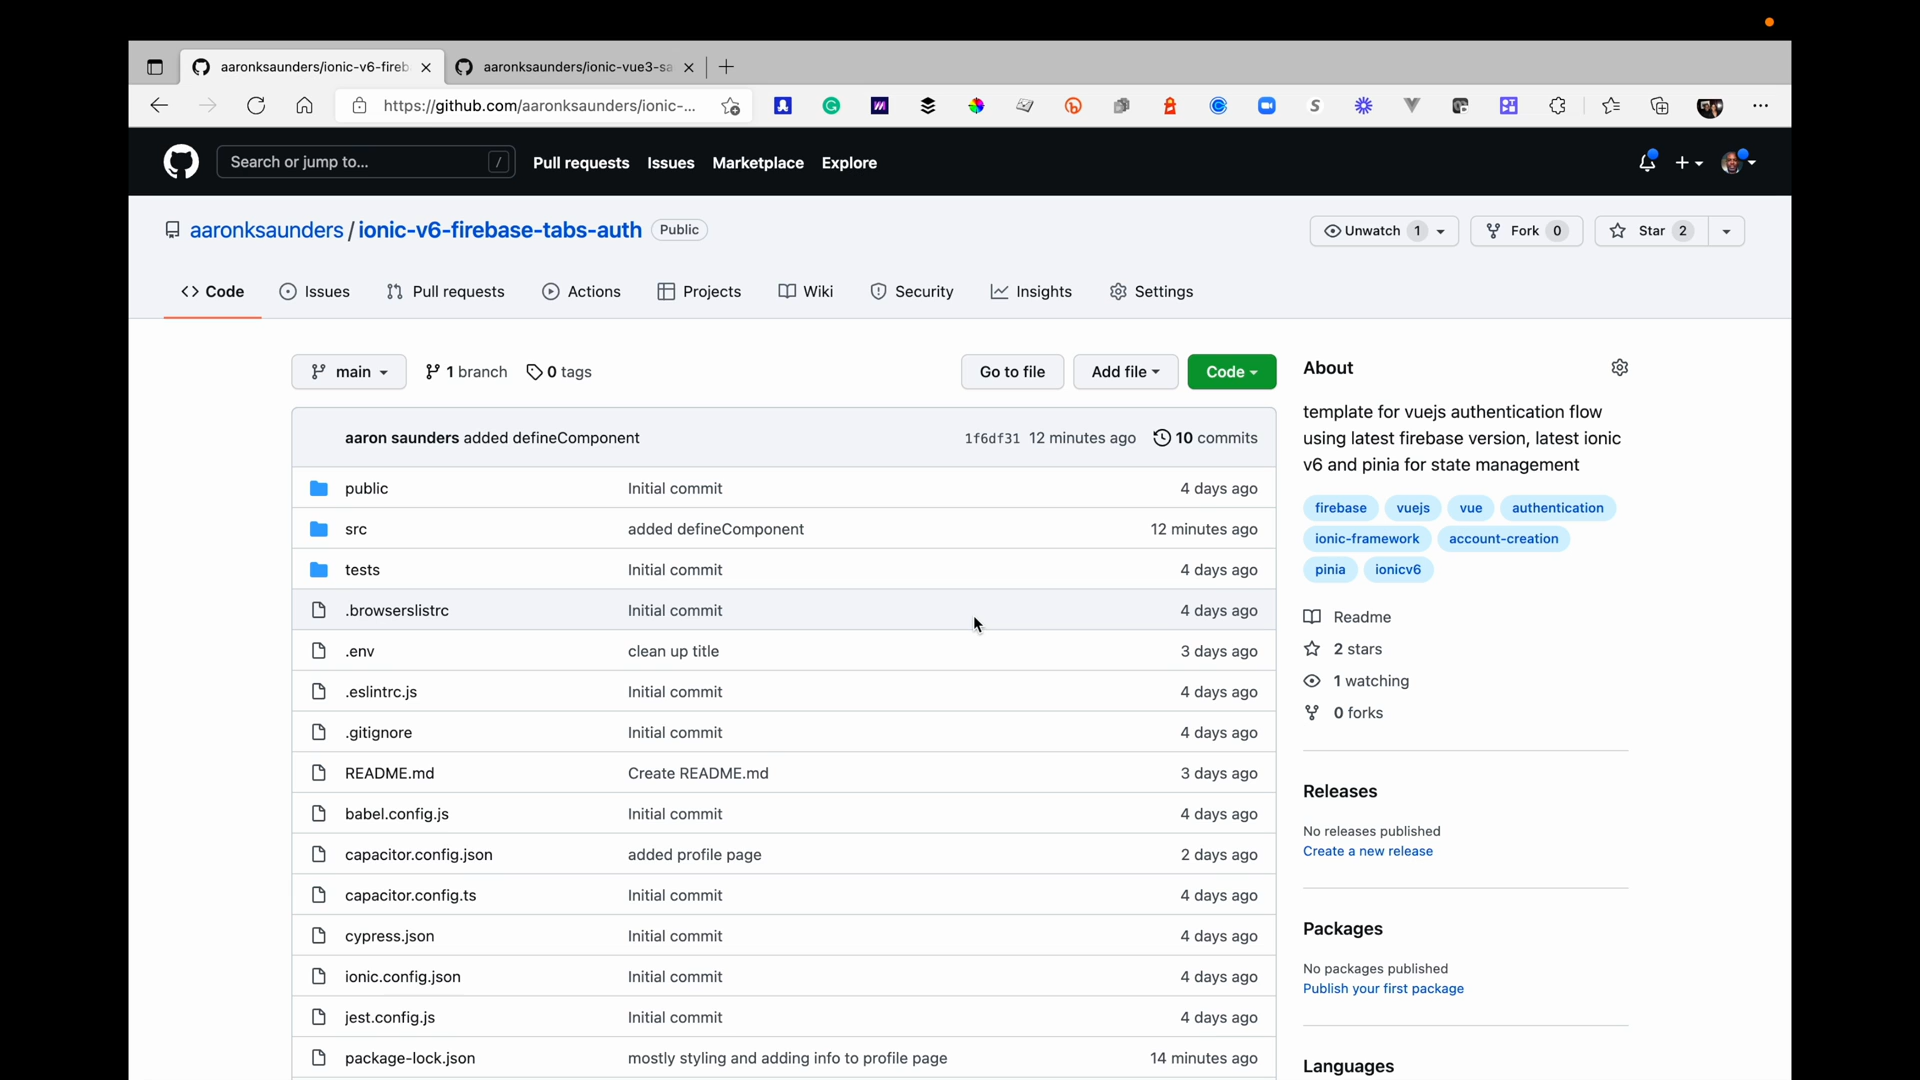 aaronksaunders/ionic-v6-fireb
aaronksaunders/ionic-vue3-sa
https://github.com/aaronksaunders/ionic-...
Search or jump to... /
Pull requests
Issues
Marketplace
Explore
aaronksaunders / ionic-v6-firebase-tabs-auth Public
Unwatch 1
Fork 0
Star 2
Code
Issues
Pull requests
Actions
Projects
Wiki
Security
Insights
Settings
main
1 branch
0 tags
Go to file
Add file
Code
aaron saunders added defineComponent 1f6df31 12 minutes ago 10 commits
public Initial commit 4 days ago
src added defineComponent 12 minutes ago
tests Initial commit 4 days ago
.browserslistrc Initial commit 4 days ago
.env clean up title 3 days ago
.eslintrc.js Initial commit 4 days ago
.gitignore Initial commit 4 days ago
README.md Create README.md 3 days ago
babel.config.js Initial commit 4 days ago
capacitor.config.json added profile page 2 days ago
capacitor.config.ts Initial commit 4 days ago
cypress.json Initial commit 4 days ago
ionic.config.json Initial commit 4 days ago
jest.config.js Initial commit 4 days ago
package-lock.json mostly styling and adding info to profile page 14 minutes ago
About
template for vuejs authentication flow
using latest firebase version, latest ionic
v6 and pinia for state management
firebase vuejs vue authentication
ionic-framework account-creation
pinia ionicv6
Readme
2 stars
1 watching
0 forks
Releases
No releases published
Create a new release
Packages
No packages published
Publish your first package
Languages